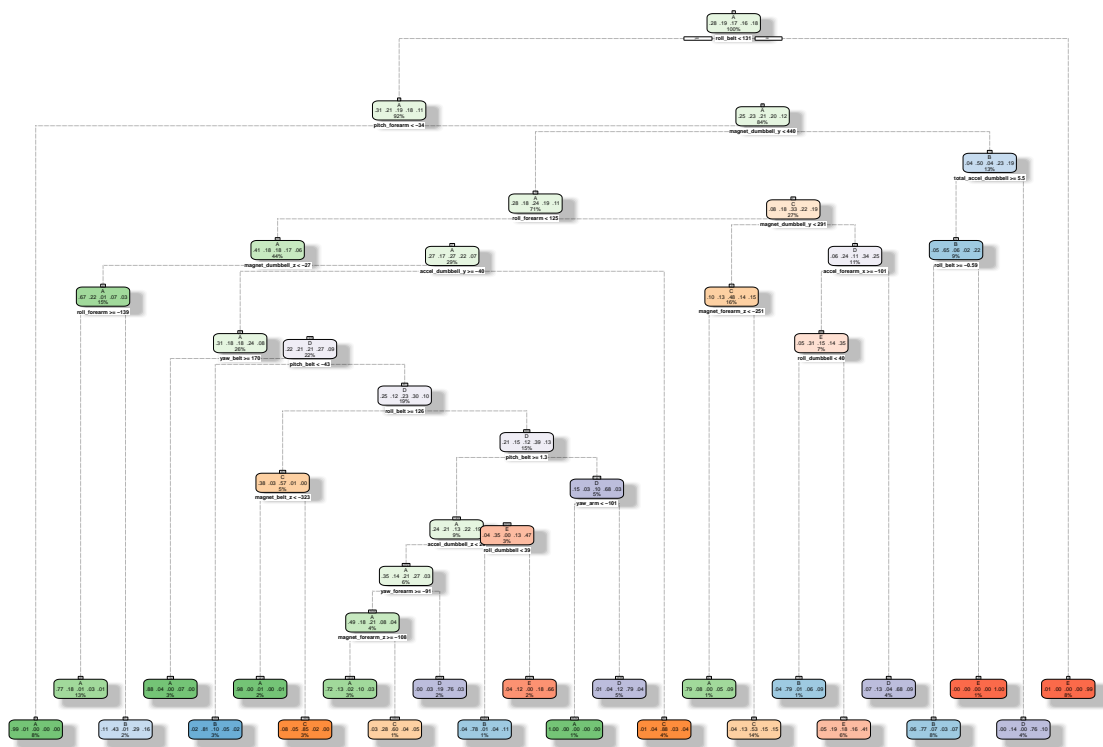 A
.28 .19 .17 .16 .18
100%
roll_belt < 131
A
.31 .21 .19 .18 .11
92%
pitch_forearm < −34
A
.25 .23 .21 .20 .12
84%
magnet_dumbbell_y < 440
B
.04 .50 .04 .23 .19
13%
total_accel_dumbbell >= 5.5
A
.28 .18 .24 .19 .11
71%
roll_forearm < 125
C
.08 .18 .33 .22 .19
27%
magnet_dumbbell_y < 291
A
.41 .18 .18 .17 .06
44%
magnet_dumbbell_z < −27
A
.27 .17 .27 .22 .07
29%
accel_dumbbell_y >= −40
D
.06 .24 .11 .34 .25
11%
accel_forearm_x >= −101
B
.05 .65 .06 .02 .22
9%
roll_belt >= −0.59
A
.67 .22 .01 .07 .03
15%
roll_forearm >= −139
C
.10 .13 .48 .14 .15
16%
magnet_forearm_z < −251
A
.31 .18 .18 .24 .08
26%
yaw_belt >= 170
D
.22 .21 .21 .27 .09
22%
pitch_belt < −43
E
.05 .31 .15 .14 .35
7%
roll_dumbbell < 40
D
.25 .12 .23 .30 .10
19%
roll_belt >= 126
D
.21 .15 .12 .39 .13
15%
pitch_belt >= 1.3
C
.38 .03 .57 .01 .00
5%
magnet_belt_z < −323
D
.15 .03 .10 .68 .03
5%
yaw_arm < −101
A
.24 .21 .13 .22 .19
9%
accel_dumbbell_z < 2
E
.04 .35 .00 .13 .47
3%
roll_dumbbell < 39
A
.35 .14 .21 .27 .03
6%
yaw_forearm >= −91
A
.49 .18 .21 .08 .04
4%
magnet_forearm_z >= −108
A
.77 .18 .01 .03 .01
13%
A
.88 .04 .00 .07 .00
3%
A
.98 .00 .01 .00 .01
2%
A
.72 .13 .02 .10 .03
3%
D
.00 .03 .19 .76 .03
2%
E
.04 .12 .00 .18 .66
2%
D
.01 .04 .12 .79 .04
5%
A
.79 .08 .00 .05 .09
1%
B
.04 .79 .01 .06 .09
1%
D
.07 .13 .04 .68 .09
4%
E
.00 .00 .00 .00 1.00
1%
E
.01 .00 .00 .00 .99
8%
A
.99 .01 .00 .00 .00
8%
B
.11 .43 .01 .29 .16
2%
B
.02 .81 .10 .05 .02
3%
C
.08 .05 .85 .02 .00
3%
C
.03 .28 .60 .04 .05
1%
B
.04 .78 .01 .04 .11
1%
A
1.00 .00 .00 .00 .00
1%
C
.01 .04 .88 .03 .04
4%
C
.04 .13 .53 .15 .15
14%
E
.05 .19 .18 .16 .41
6%
B
.06 .77 .07 .03 .07
8%
D
.00 .14 .00 .76 .10
4%